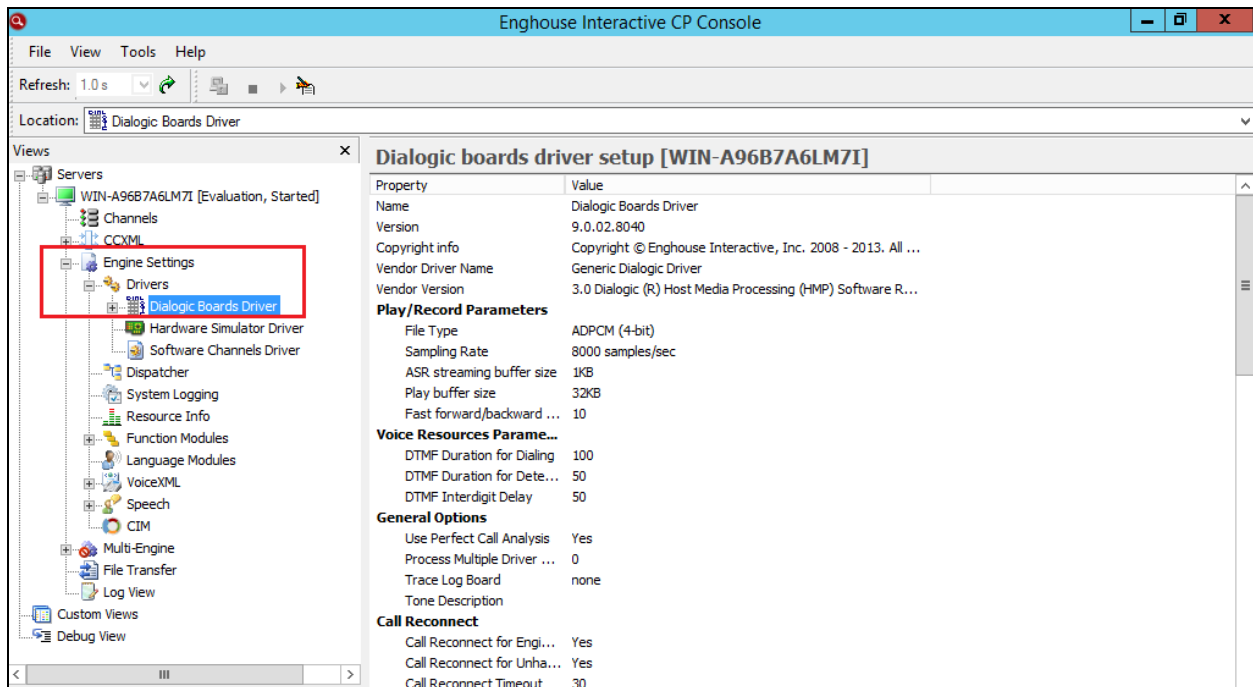 Enghouse Interactive CP Console
File View Tools Help
Refresh: 1.0 s
Location: Dialogic Boards Driver
Views
Servers
WIN-A96B7A6LM7I [Evaluation, Started]
Channels
CCXML
Engine Settings
Drivers
Dialogic Boards Driver
Hardware Simulator Driver
Software Channels Driver
Dispatcher
System Logging
Resource Info
Function Modules
Language Modules
VoiceXML
Speech
CIM
Multi-Engine
File Transfer
Log View
Custom Views
Debug View
Dialogic boards driver setup [WIN-A96B7A6LM7I]
Property Value
Name Dialogic Boards Driver
Version 9.0.02.8040
Copyright info Copyright © Enghouse Interactive, Inc. 2008 - 2013. All ...
Vendor Driver Name Generic Dialogic Driver
Vendor Version 3.0 Dialogic (R) Host Media Processing (HMP) Software R...
Play/Record Parameters
File Type ADPCM (4-bit)
Sampling Rate 8000 samples/sec
ASR streaming buffer size 1KB
Play buffer size 32KB
Fast forward/backward ... 10
Voice Resources Parame...
DTMF Duration for Dialing 100
DTMF Duration for Dete... 50
DTMF Interdigit Delay 50
General Options
Use Perfect Call Analysis Yes
Process Multiple Driver ... 0
Trace Log Board none
Tone Description
Call Reconnect
Call Reconnect for Engi... Yes
Call Reconnect for Unha... Yes
Call Reconnect Timeout 30